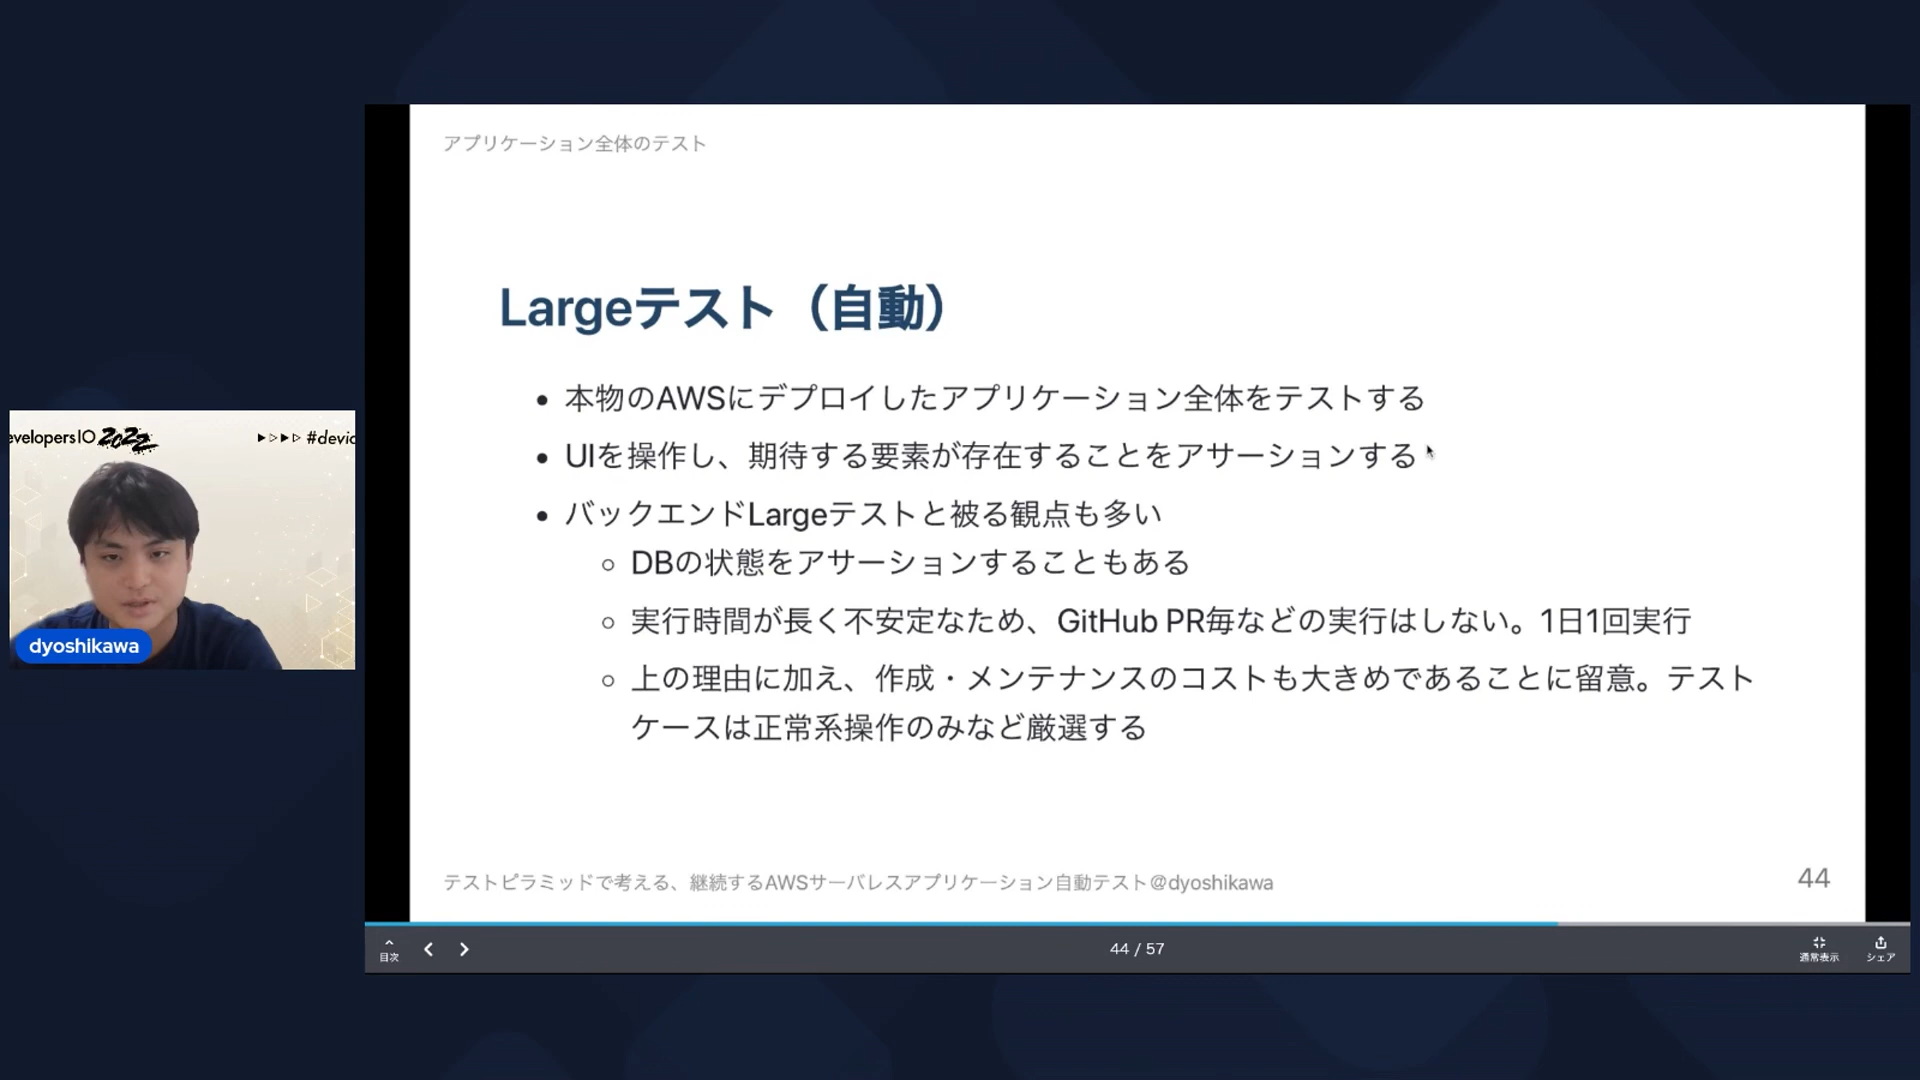 アプリケーション全体のテスト
Largeテスト（自動）
• 本物のAWSにデプロイしたアプリケーション全体をテストする
• UIを操作し、期待する要素が存在することをアサーションする
• バックエンドLargeテストと被る観点も多い
○ DBの状態をアサーションすることもある
○ 実行時間が長く不安定なため、GitHub PR毎などの実行はしない。1日1回実行
○ 上の理由に加え、作成・メンテナンスのコストも大きめであることに留意。テスト
ケースは正常系操作のみなど厳選する
テストピラミッドで考える、継続するAWSサーバレスアプリケーション自動テスト@dyoshikawa
44
evelopersIO 2022
#devio
dyoshikawa
目次
44 / 57
通常表示
シェア